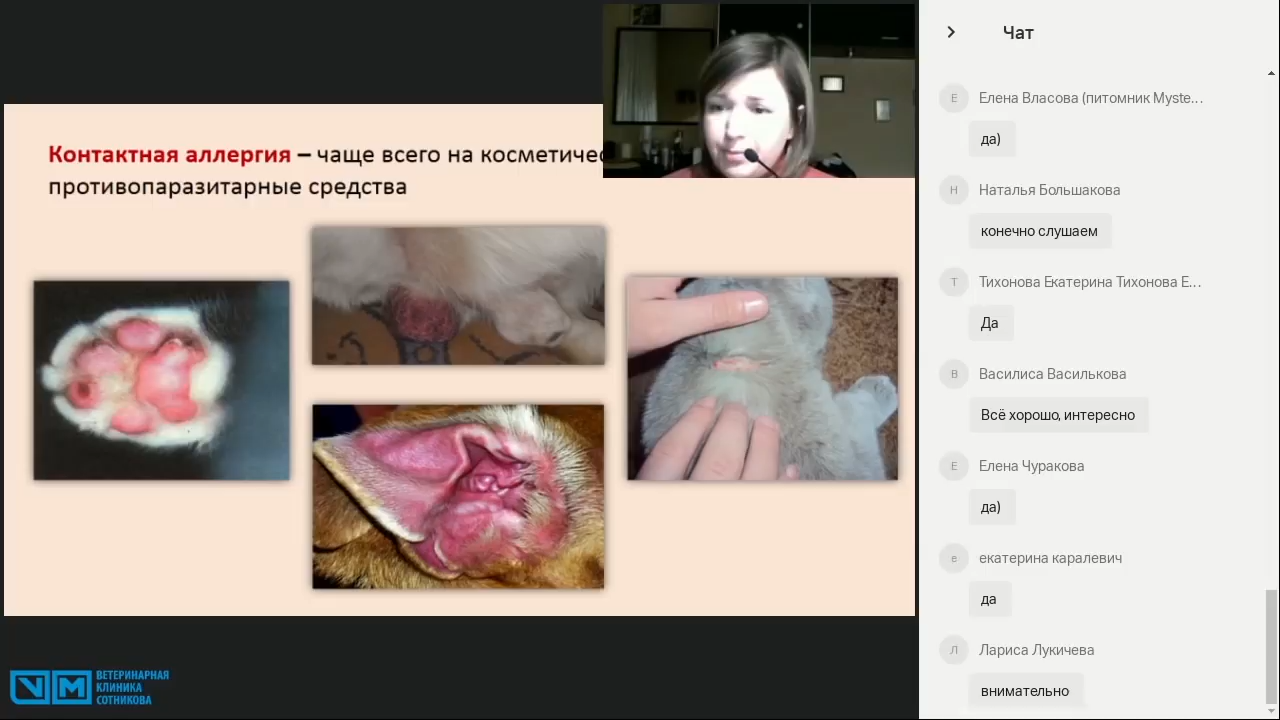 Контактная аллергия – чаще всего на косметичес
противопаразитарные средства
VM
ВЕТЕРИНАРНАЯ
КЛИНИКА
СОТНИКОВА
Чат
Е
Елена Власова (питомник Myste...
да)
Н
Наталья Большакова
конечно слушаем
Т
Тихонова Екатерина Тихонова Е...
Да
В
Василиса Василькова
Всё хорошо, интересно
Е
Елена Чуракова
да)
е
екатерина каралевич
да
Л
Лариса Лукичева
внимательно